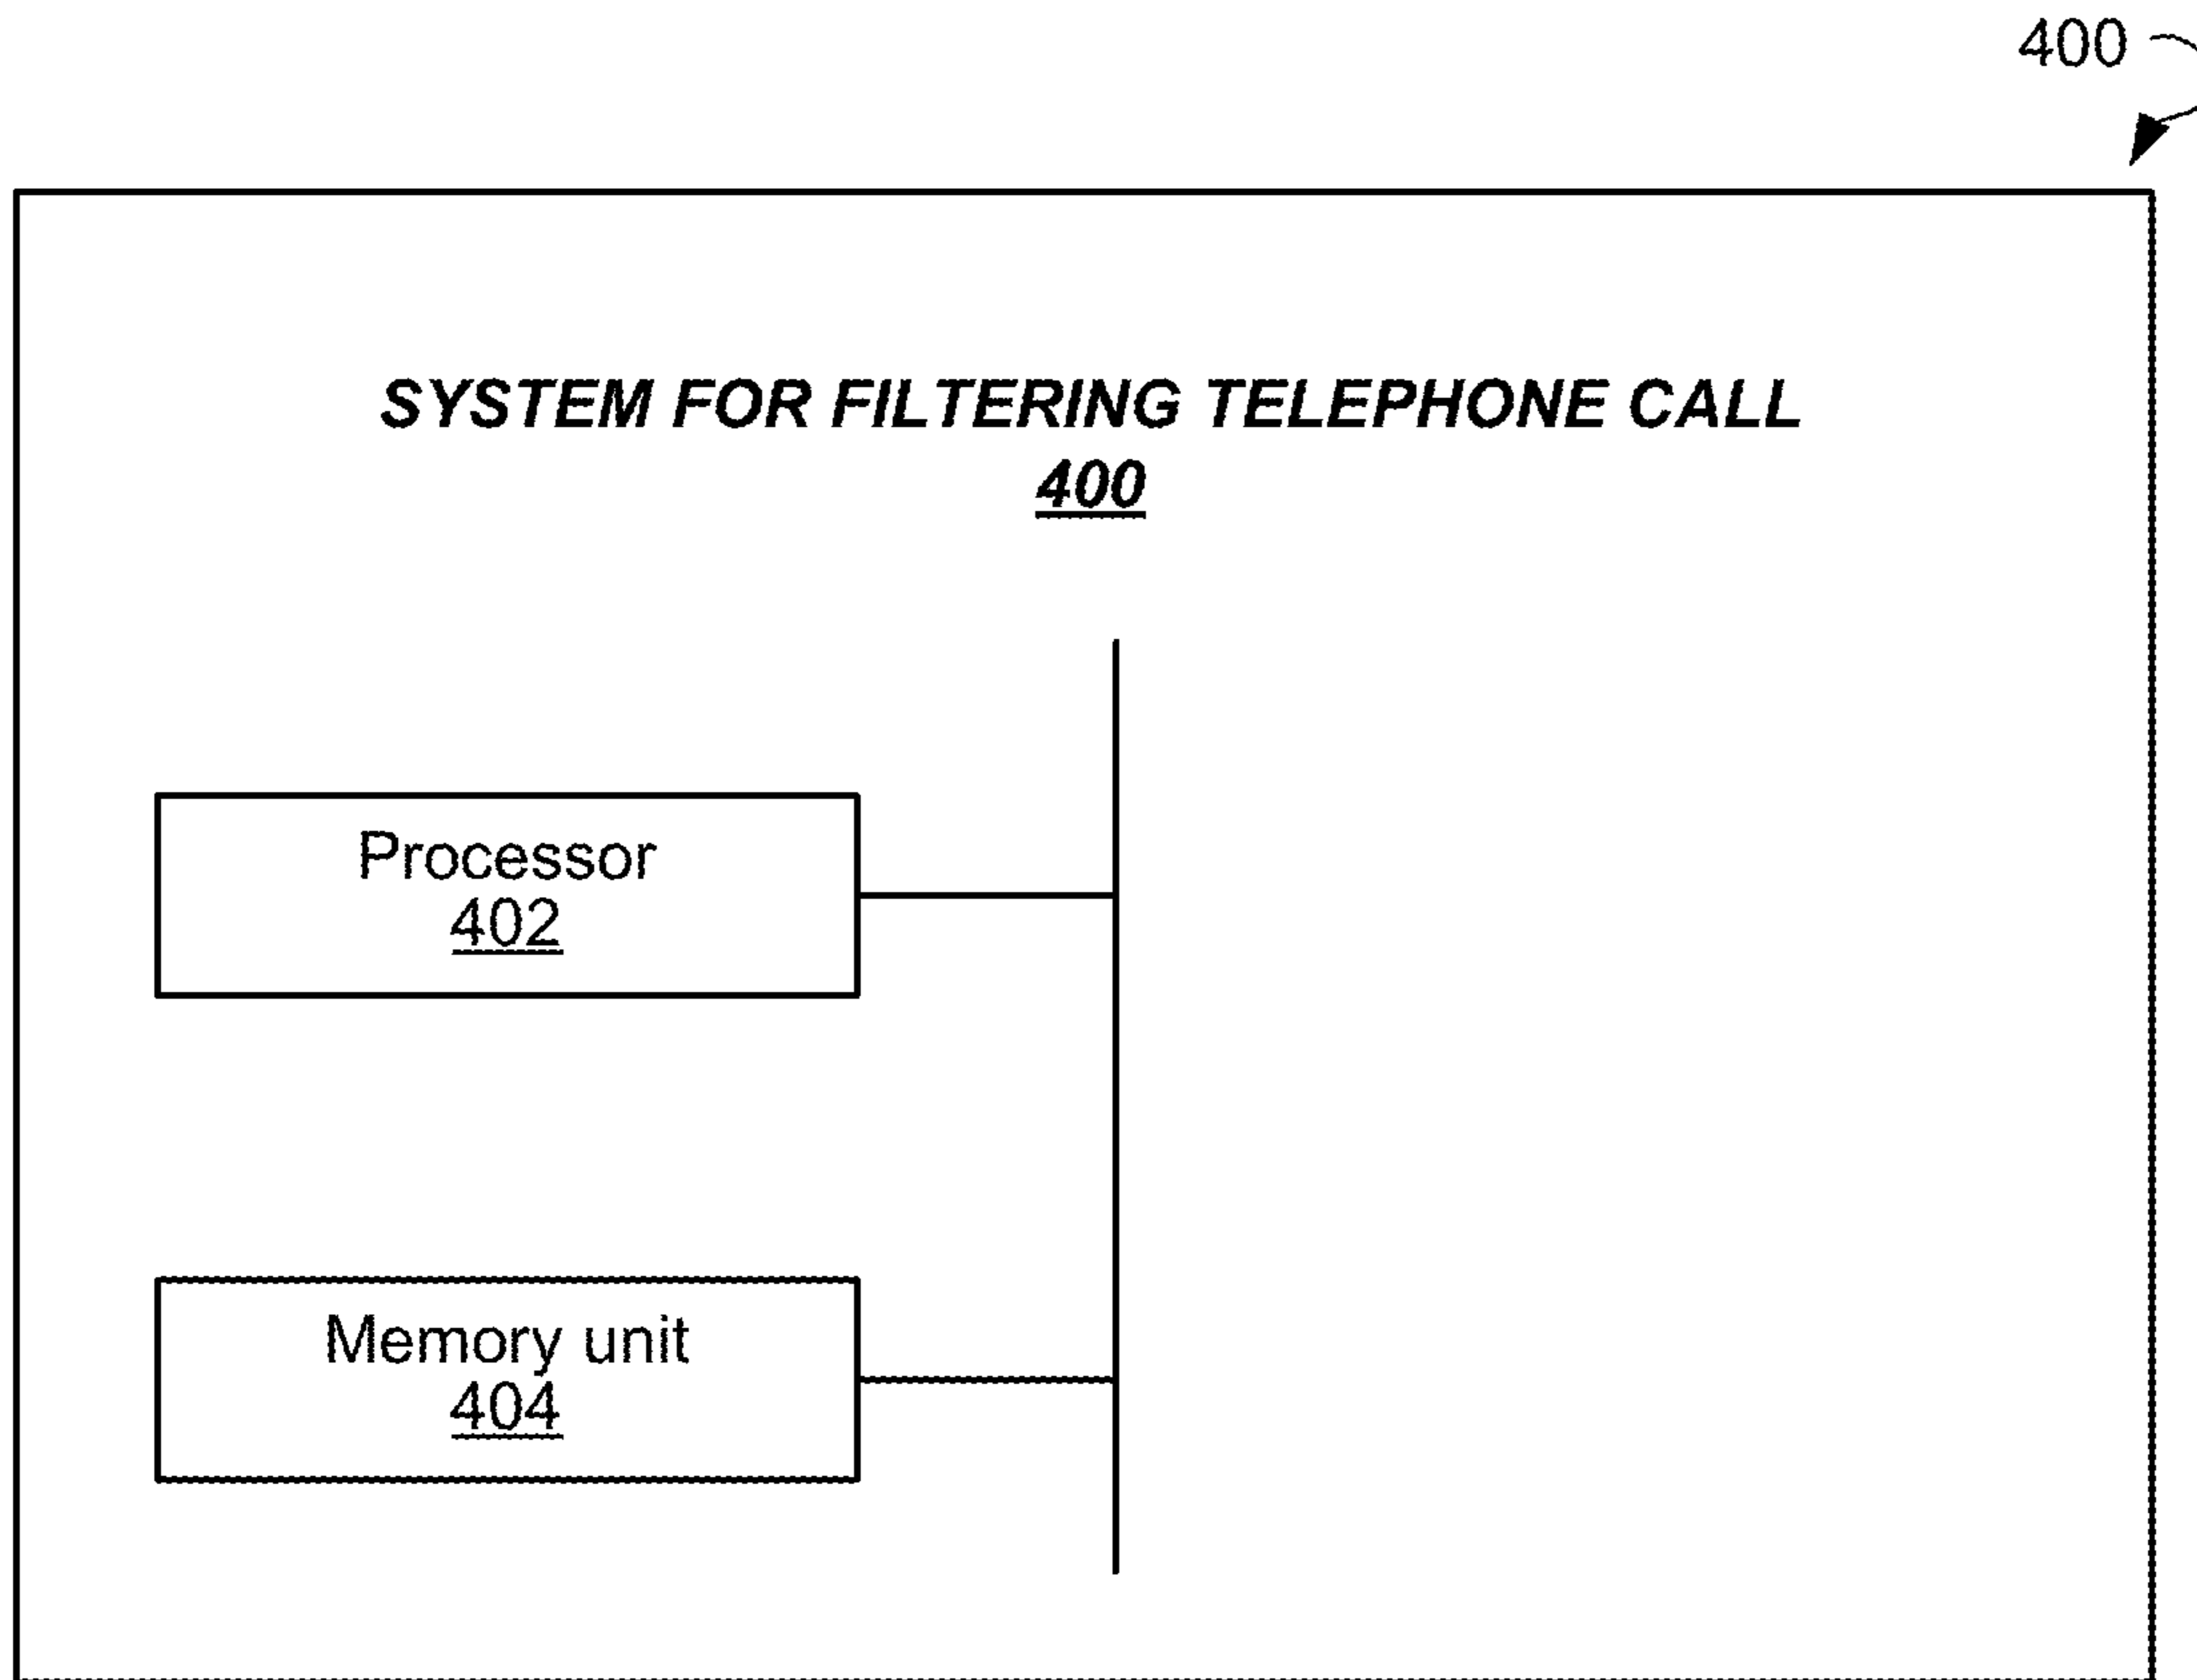 400
SYSTEM FOR FILTERING TELEPHONE CALL
400
Processor
402
Memory unit
404